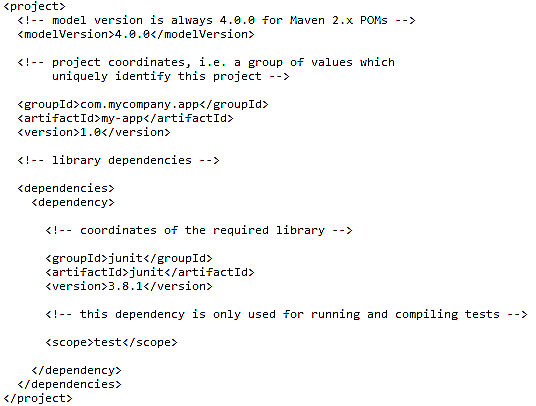 <project>
<!-- model version is always 4.0.0 for Maven 2.x POMs -->
<modelVersion>4.0.0</modelVersion>
<!-- project coordinates, i.e. a group of values which
uniquely identify this project -->
<groupId>com.mycompany.app</groupId>
<artifactId>my-app</artifactId>
<version>1.0</version>
<!-- library dependencies -->
<dependencies>
<dependency>
<!-- coordinates of the required library -->
<groupId>junit</groupId>
<artifactId>junit</artifactId>
<version>3.8.1</version>
<!-- this dependency is only used for running and compiling tests -->
<scope>test</scope>
</dependency>
</dependencies>
</project>